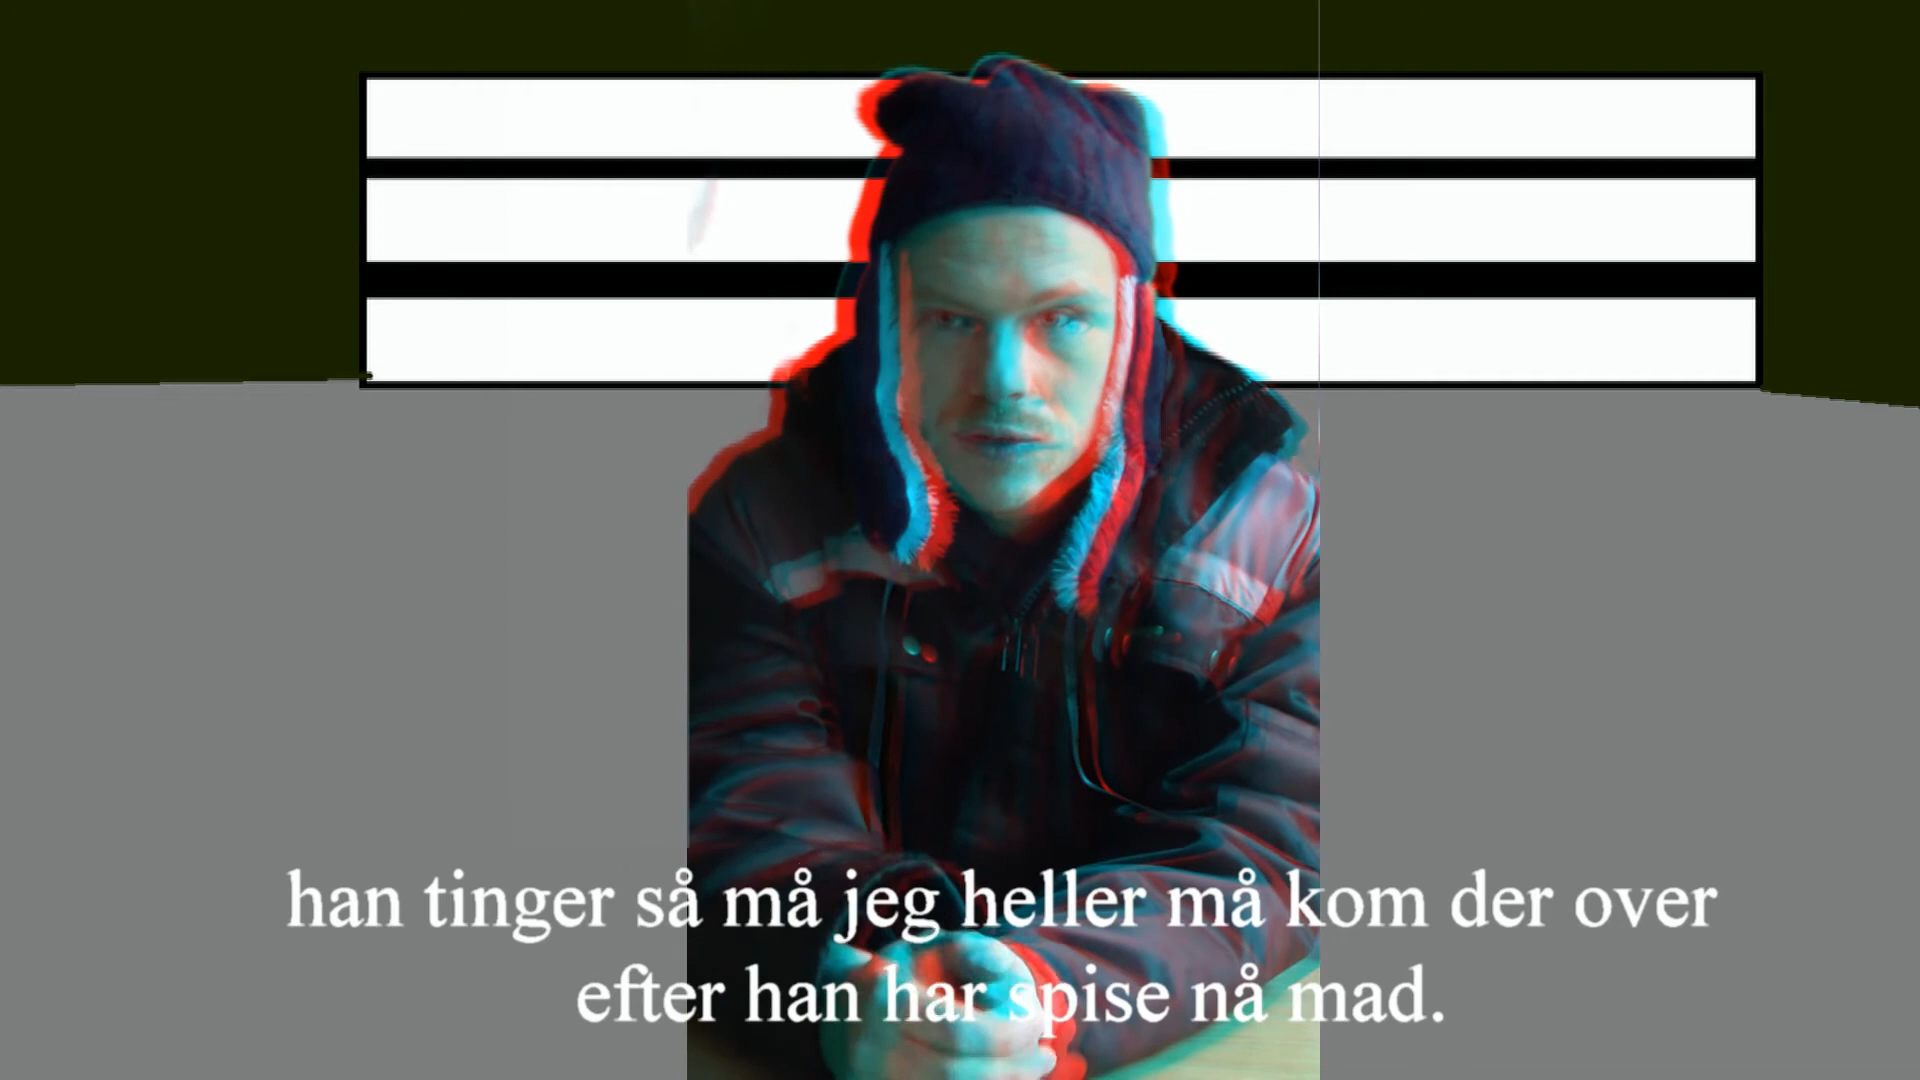 han tinger så må jeg heller må kom der over
efter han har spise nå mad.